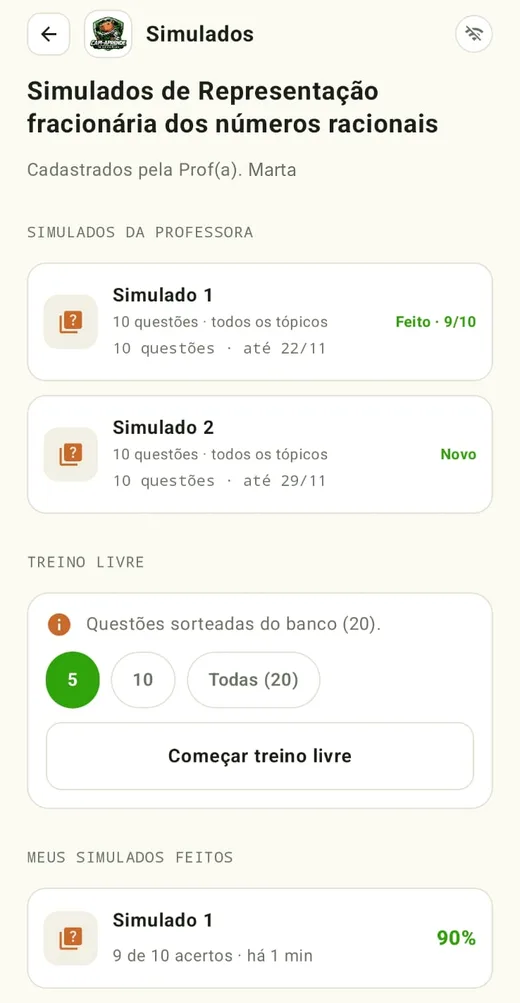 Simulados
Simulados de Representação
fracionária dos números racionais
Cadastrados pela Prof(a). Marta
SIMULADOS DA PROFESSORA
Simulado 1
10 questões · todos os tópicos
Feito · 9/10
10 questões · até 22/11
Simulado 2
10 questões · todos os tópicos
Novo
10 questões · até 29/11
TREINO LIVRE
Questões sorteadas do banco (20).
5 10 Todas (20)
Começar treino livre
MEUS SIMULADOS FEITOS
Simulado 1
90%
9 de 10 acertos · há 1 min